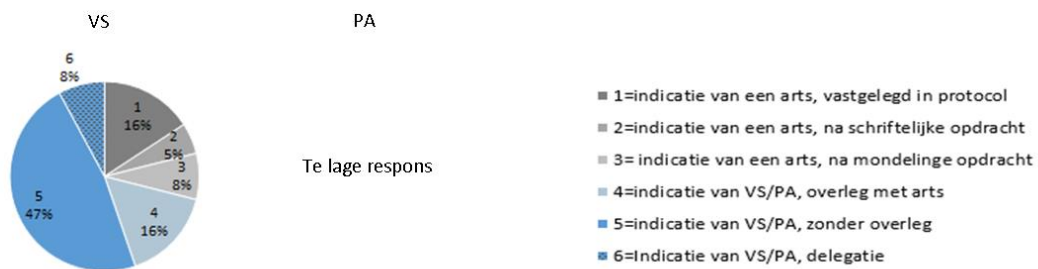 VS
PA
6
8%
1
16%
2
5%
3
8%
4
16%
5
47%
Te lage respons
1=indicatie van een arts, vastgelegd in protocol
2=indicatie van een arts, na schriftelijke opdracht
3= indicatie van een arts, na mondelinge opdracht
4=indicatie van VS/PA, overleg met arts
5=indicatie van VS/PA, zonder overleg
6=Indicatie van VS/PA, delegatie